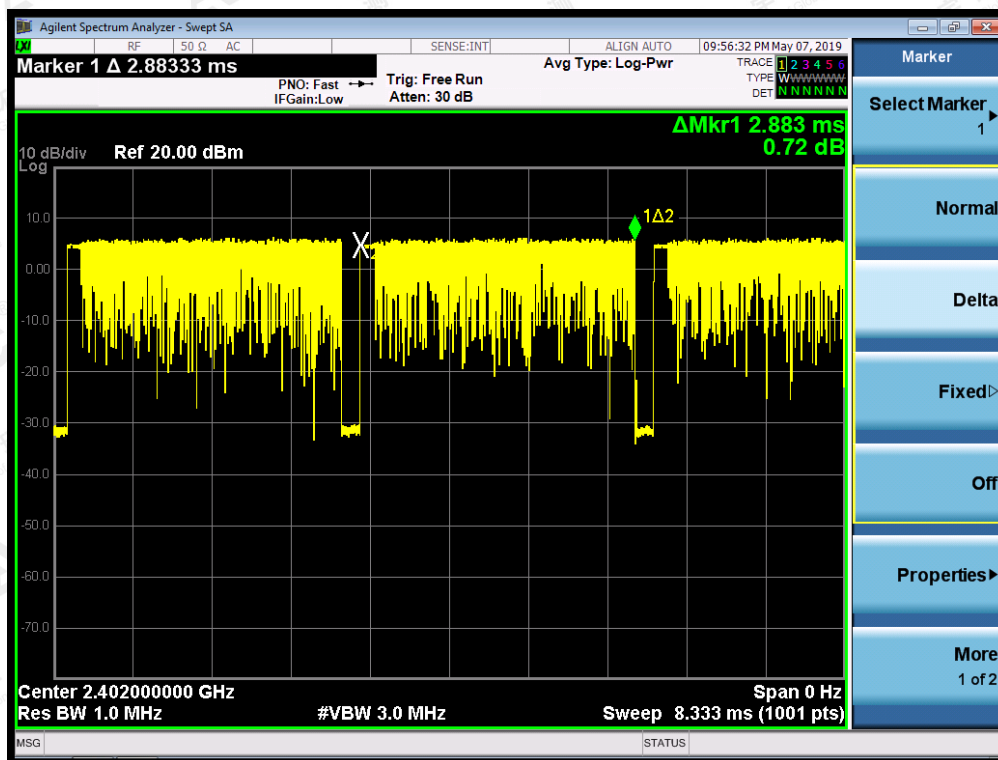 Agilent Spectrum Analyzer - Swept SA
LXI RF 50 Ω AC SENSE:INT ALIGN AUTO 09:56:32 PM May 07, 2019
Marker 1 Δ 2.88333 ms
PNO: Fast
IFGain:Low
Trig: Free Run
Atten: 30 dB
Avg Type: Log-Pwr
TRACE 1 2 3 4 5 6
TYPE WWWWWW
DET N N N N N N
ΔMkr1 2.883 ms
0.72 dB
10 dB/div Ref 20.00 dBm
Log
10.0
0.00
-10.0
-20.0
-30.0
-40.0
-50.0
-60.0
-70.0
1Δ2
X2
Center 2.402000000 GHz Span 0 Hz
Res BW 1.0 MHz #VBW 3.0 MHz Sweep 8.333 ms (1001 pts)
MSG STATUS
Marker
Select Marker
1
Normal
Delta
Fixed
Off
Properties
More
1 of 2